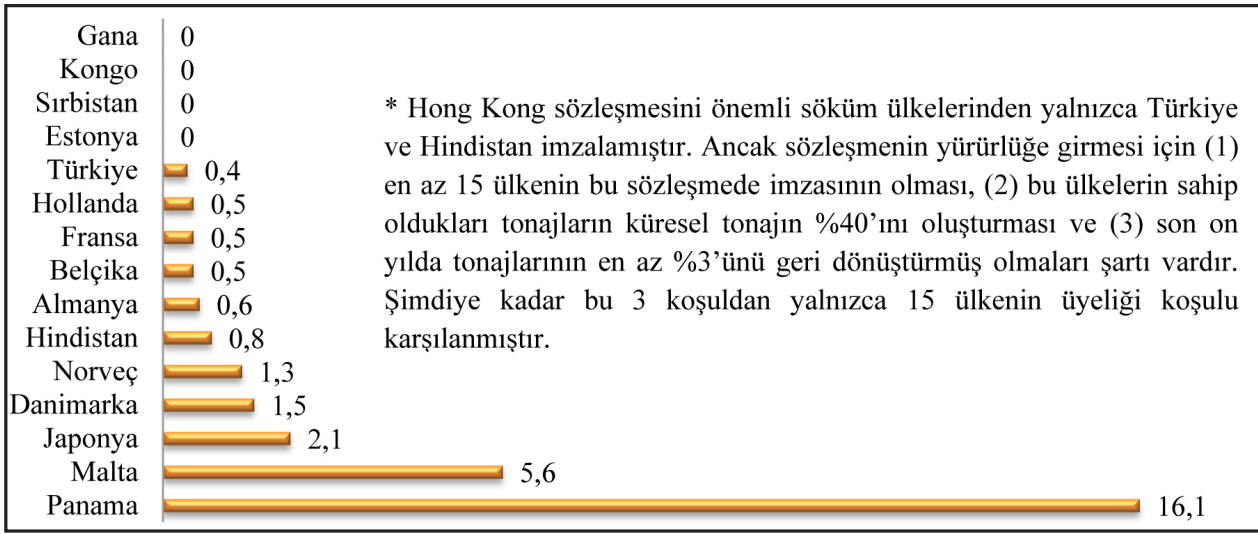 Gana 0
Kongo 0
Sırbistan 0
Estonya 0
Türkiye 0,4
Hollanda 0,5
Fransa 0,5
Belçika 0,5
Almanya 0,6
Hindistan 0,8
Norveç 1,3
Danimarka 1,5
Japonya 2,1
Malta 5,6
Panama 16,1
* Hong Kong sözleşmesini önemli söküm ülkelerinden yalnızca Türkiye
ve Hindistan imzalamıştır. Ancak sözleşmenin yürürlüğe girmesi için (1)
en az 15 ülkenin bu sözleşmede imzasının olması, (2) bu ülkelerin sahip
oldukları tonajların küresel tonajın %40’ını oluşturması ve (3) son on
yılda tonajlarının en az %3’ünü geri dönüştürmüş olmaları şartı vardır.
Şimdiye kadar bu 3 koşuldan yalnızca 15 ülkenin üyeliği koşulu
karşılanmıştır.